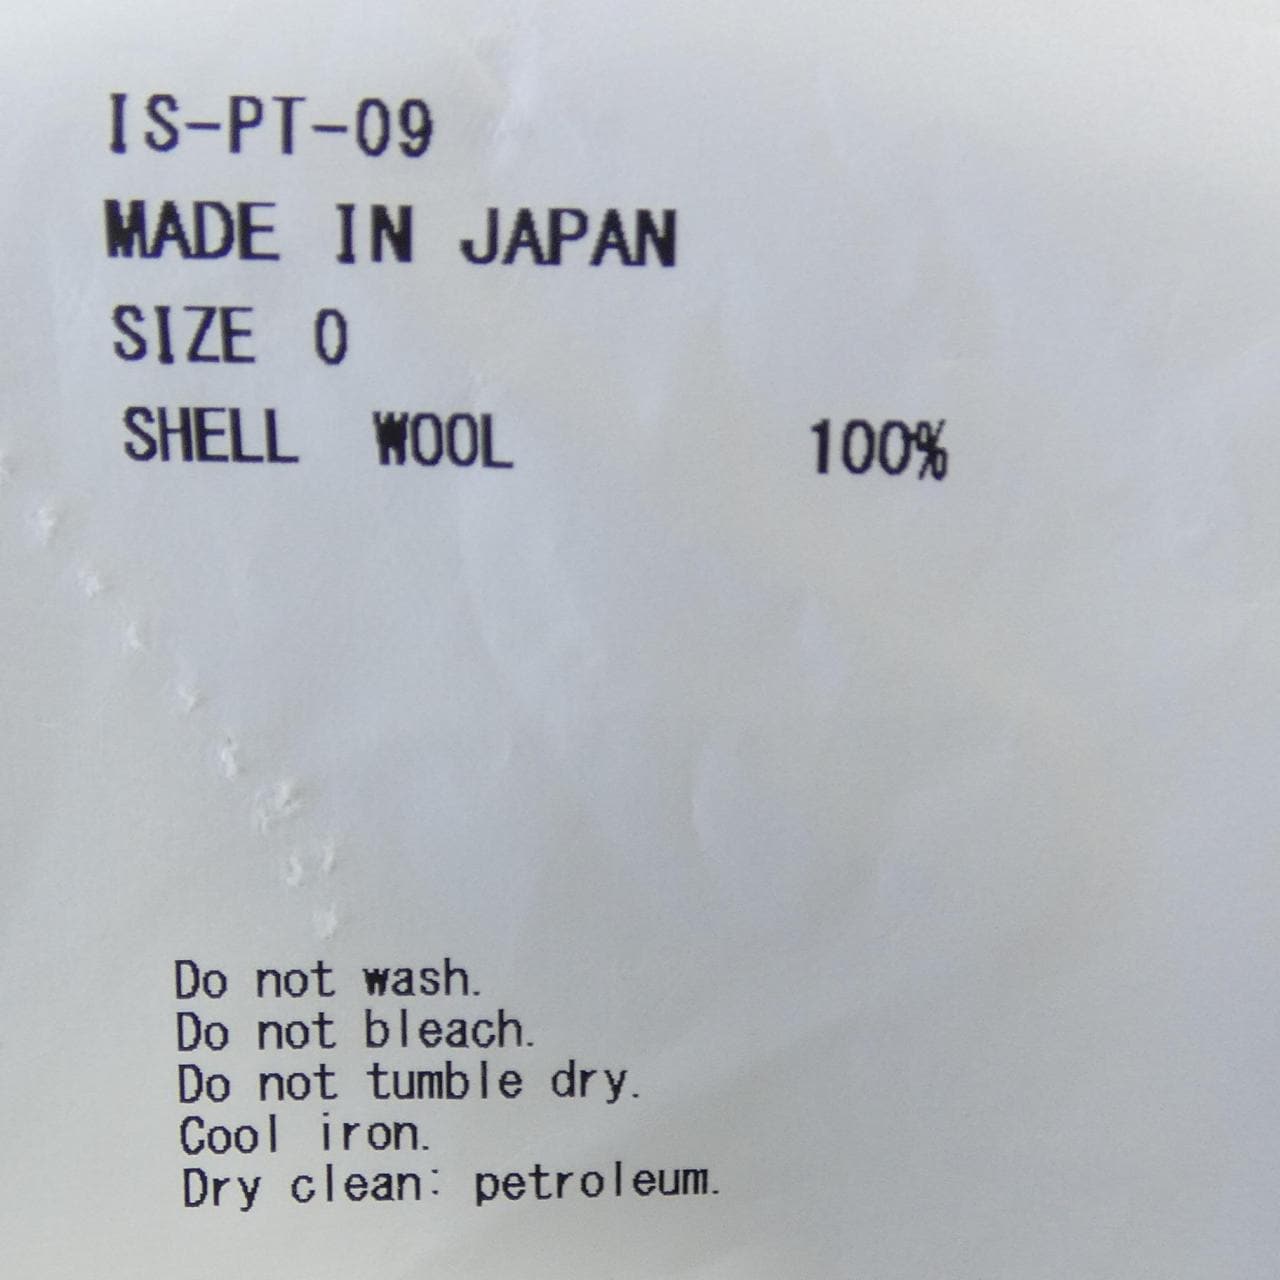 IS-PT-09
MADE IN JAPAN
SIZE 0
SHELL WOOL 100%
Do not wash.
Do not bleach.
Do not tumble dry.
Cool iron.
Dry clean: petroleum.